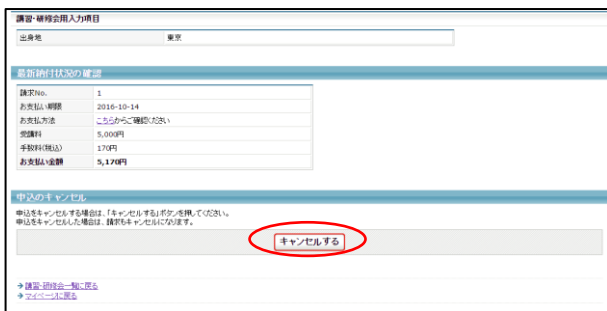 講習・研修会用入力項目
出身地 東京
最新納付状況の確認
請求No. 1
お支払い期限 2016-10-14
お支払方法 こちらからご確認ください
受講料 5,000円
手数料(税込) 170円
お支払い金額 5,170円
申込のキャンセル
申込をキャンセルする場合は、「キャンセルする」ボタンを押してください。
申込をキャンセルした場合は、請求もキャンセルになります。
キャンセルする
→講習・研修会一覧に戻る
→マイページに戻る